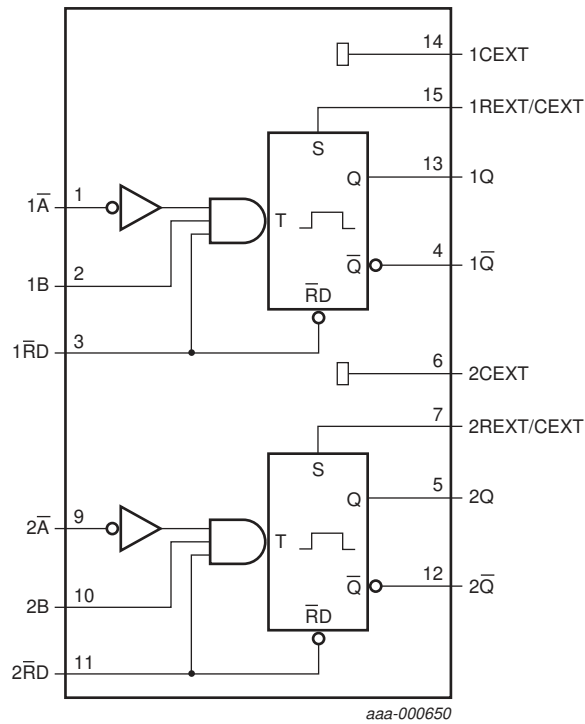 14 1CEXT
15 1REXT/CEXT
S
Q 13 1Q
1A̅ 1
T
Q̅ 4 1Q̅
1B 2
R̅D
1R̅D 3
6 2CEXT
7 2REXT/CEXT
S
Q 5 2Q
2A̅ 9
T
Q̅ 12 2Q̅
2B 10
R̅D
2R̅D 11
aaa-000650